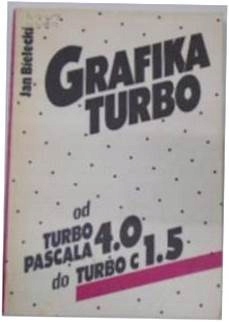 Jan Bielecki
GRAFIKA
TURBO
od
TURBO
PASCALA 4.0
do TURBO C 1.5